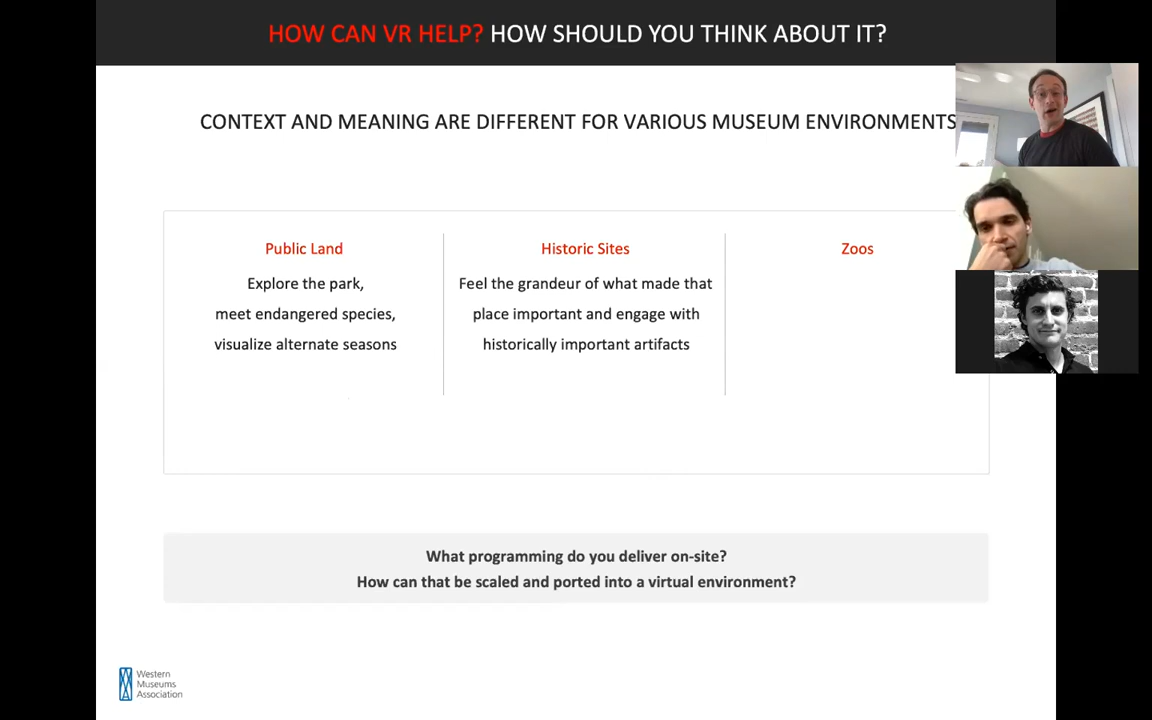 HOW CAN VR HELP? HOW SHOULD YOU THINK ABOUT IT?
CONTEXT AND MEANING ARE DIFFERENT FOR VARIOUS MUSEUM ENVIRONMENTS
Public Land
Explore the park,
meet endangered species,
visualize alternate seasons
Historic Sites
Feel the grandeur of what made that
place important and engage with
historically important artifacts
Zoos
What programming do you deliver on-site?
How can that be scaled and ported into a virtual environment?
Western
Museums
Association